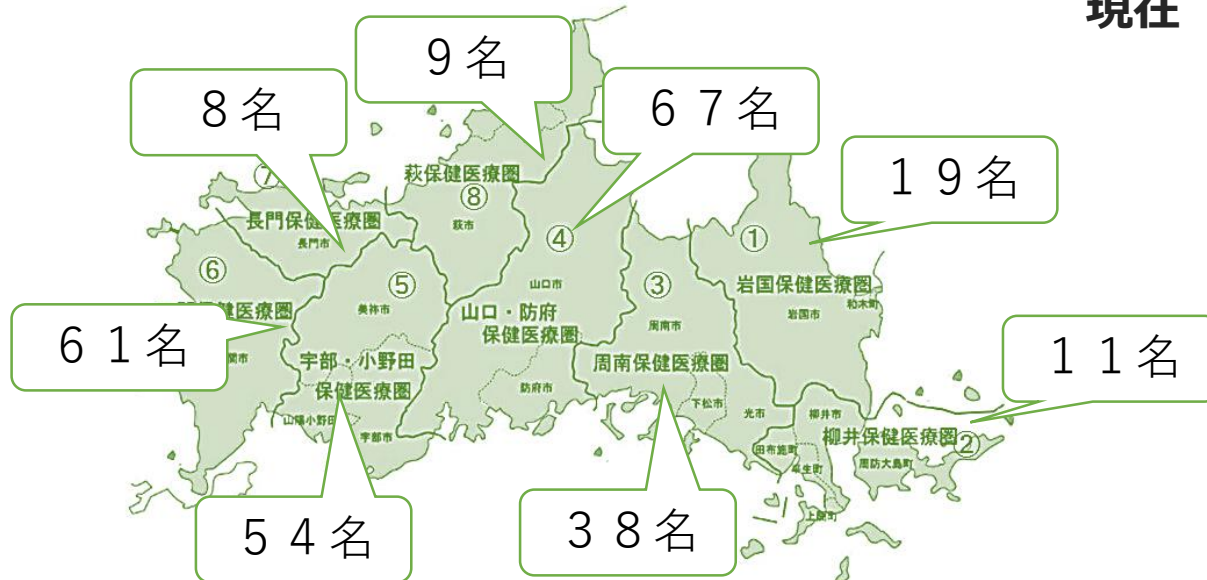 現在
９名
８名
６７名
１９名
⑦
萩保健医療圏
⑧
萩市
長門保健医療圏
長門市
④
①
⑥
⑤
③
山口市
岩国保健医療圏
和木町
岩国市
健医療圏
美祢市
山口・防府
保健医療圏
周南市
６１名
関市
宇部・小野田
保健医療圏
周南保健医療圏
１１名
防府市
下松市
光市
柳井市
山陽小野田
宇部市
柳井保健医療圏
②
田布施町
周防大島町
５４名
３８名